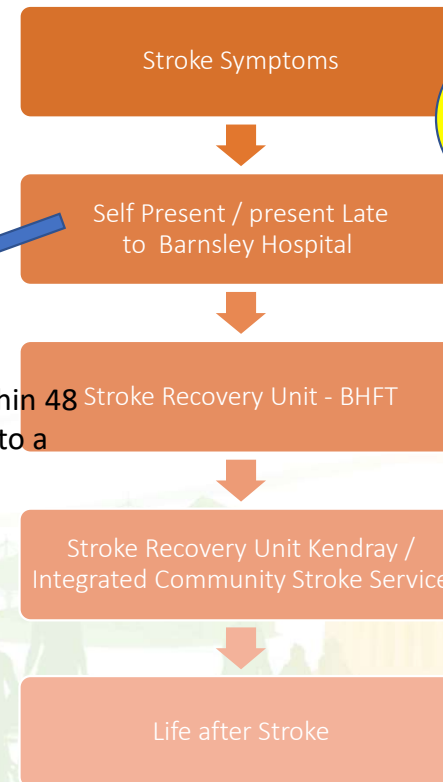 Stroke Symptoms
Self Present / present Late
to Barnsley Hospital
48
Stroke Recovery Unit - BHFT
to a
Stroke Recovery Unit Kendray /
Integrated Community Stroke Service
Life after Stroke